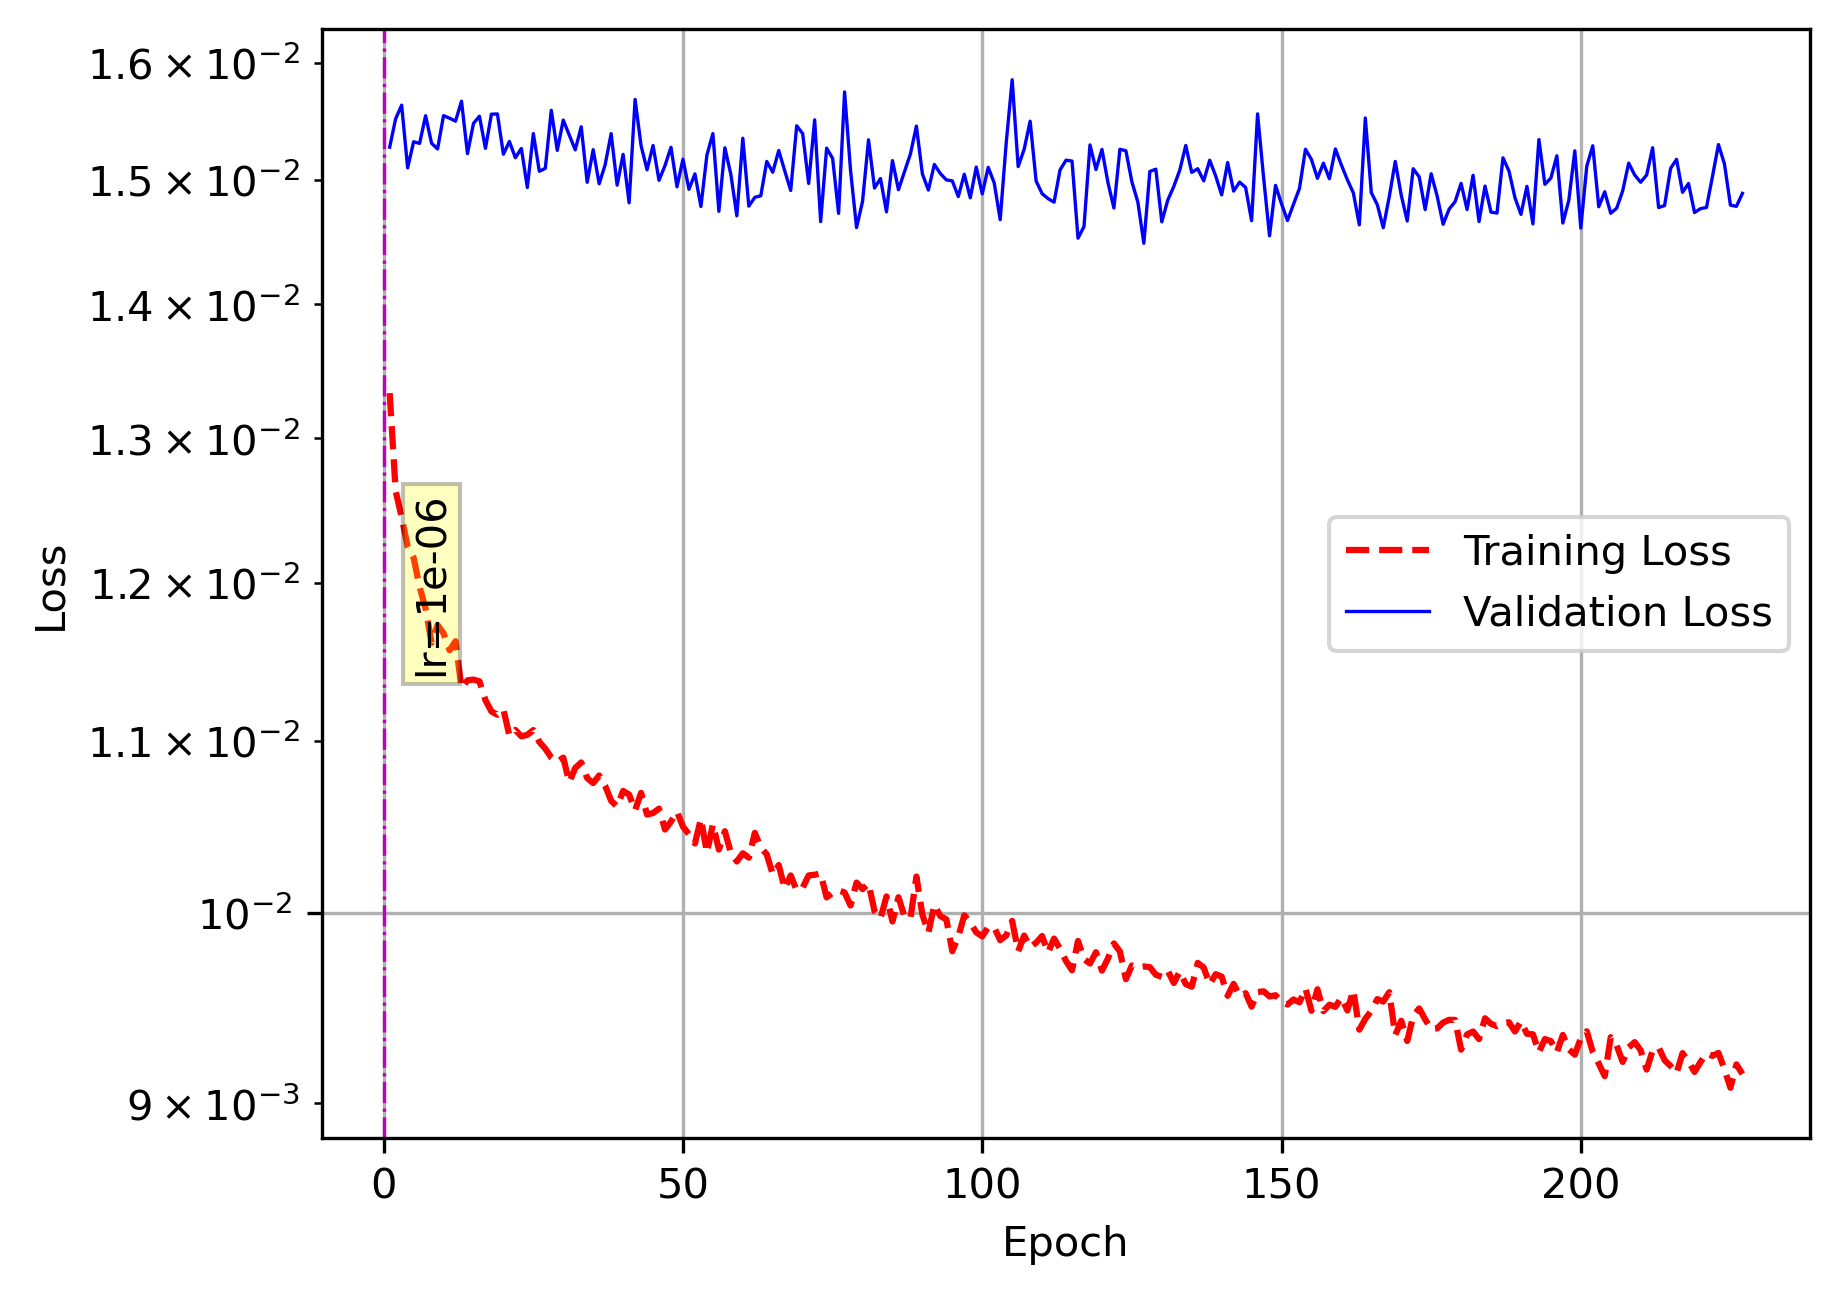 1.6 × 10⁻²
1.5 × 10⁻²
1.4 × 10⁻²
1.3 × 10⁻²
1.2 × 10⁻²
1.1 × 10⁻²
10⁻²
9 × 10⁻³
Loss
lr=1e-06
Training Loss
Validation Loss
0 50 100 150 200
Epoch